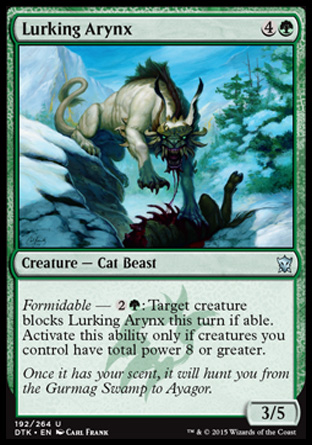 Lurking Arynx 4
Creature — Cat Beast
Formidable — 2 : Target creature
blocks Lurking Arynx this turn if able.
Activate this ability only if creatures you
control have total power 8 or greater.
Once it has your scent, it will hunt you from
the Gurmag Swamp to Ayagor.
3/5
192/264 U
DTK • EN Carl Frank
™ & © 2015 Wizards of the Coast